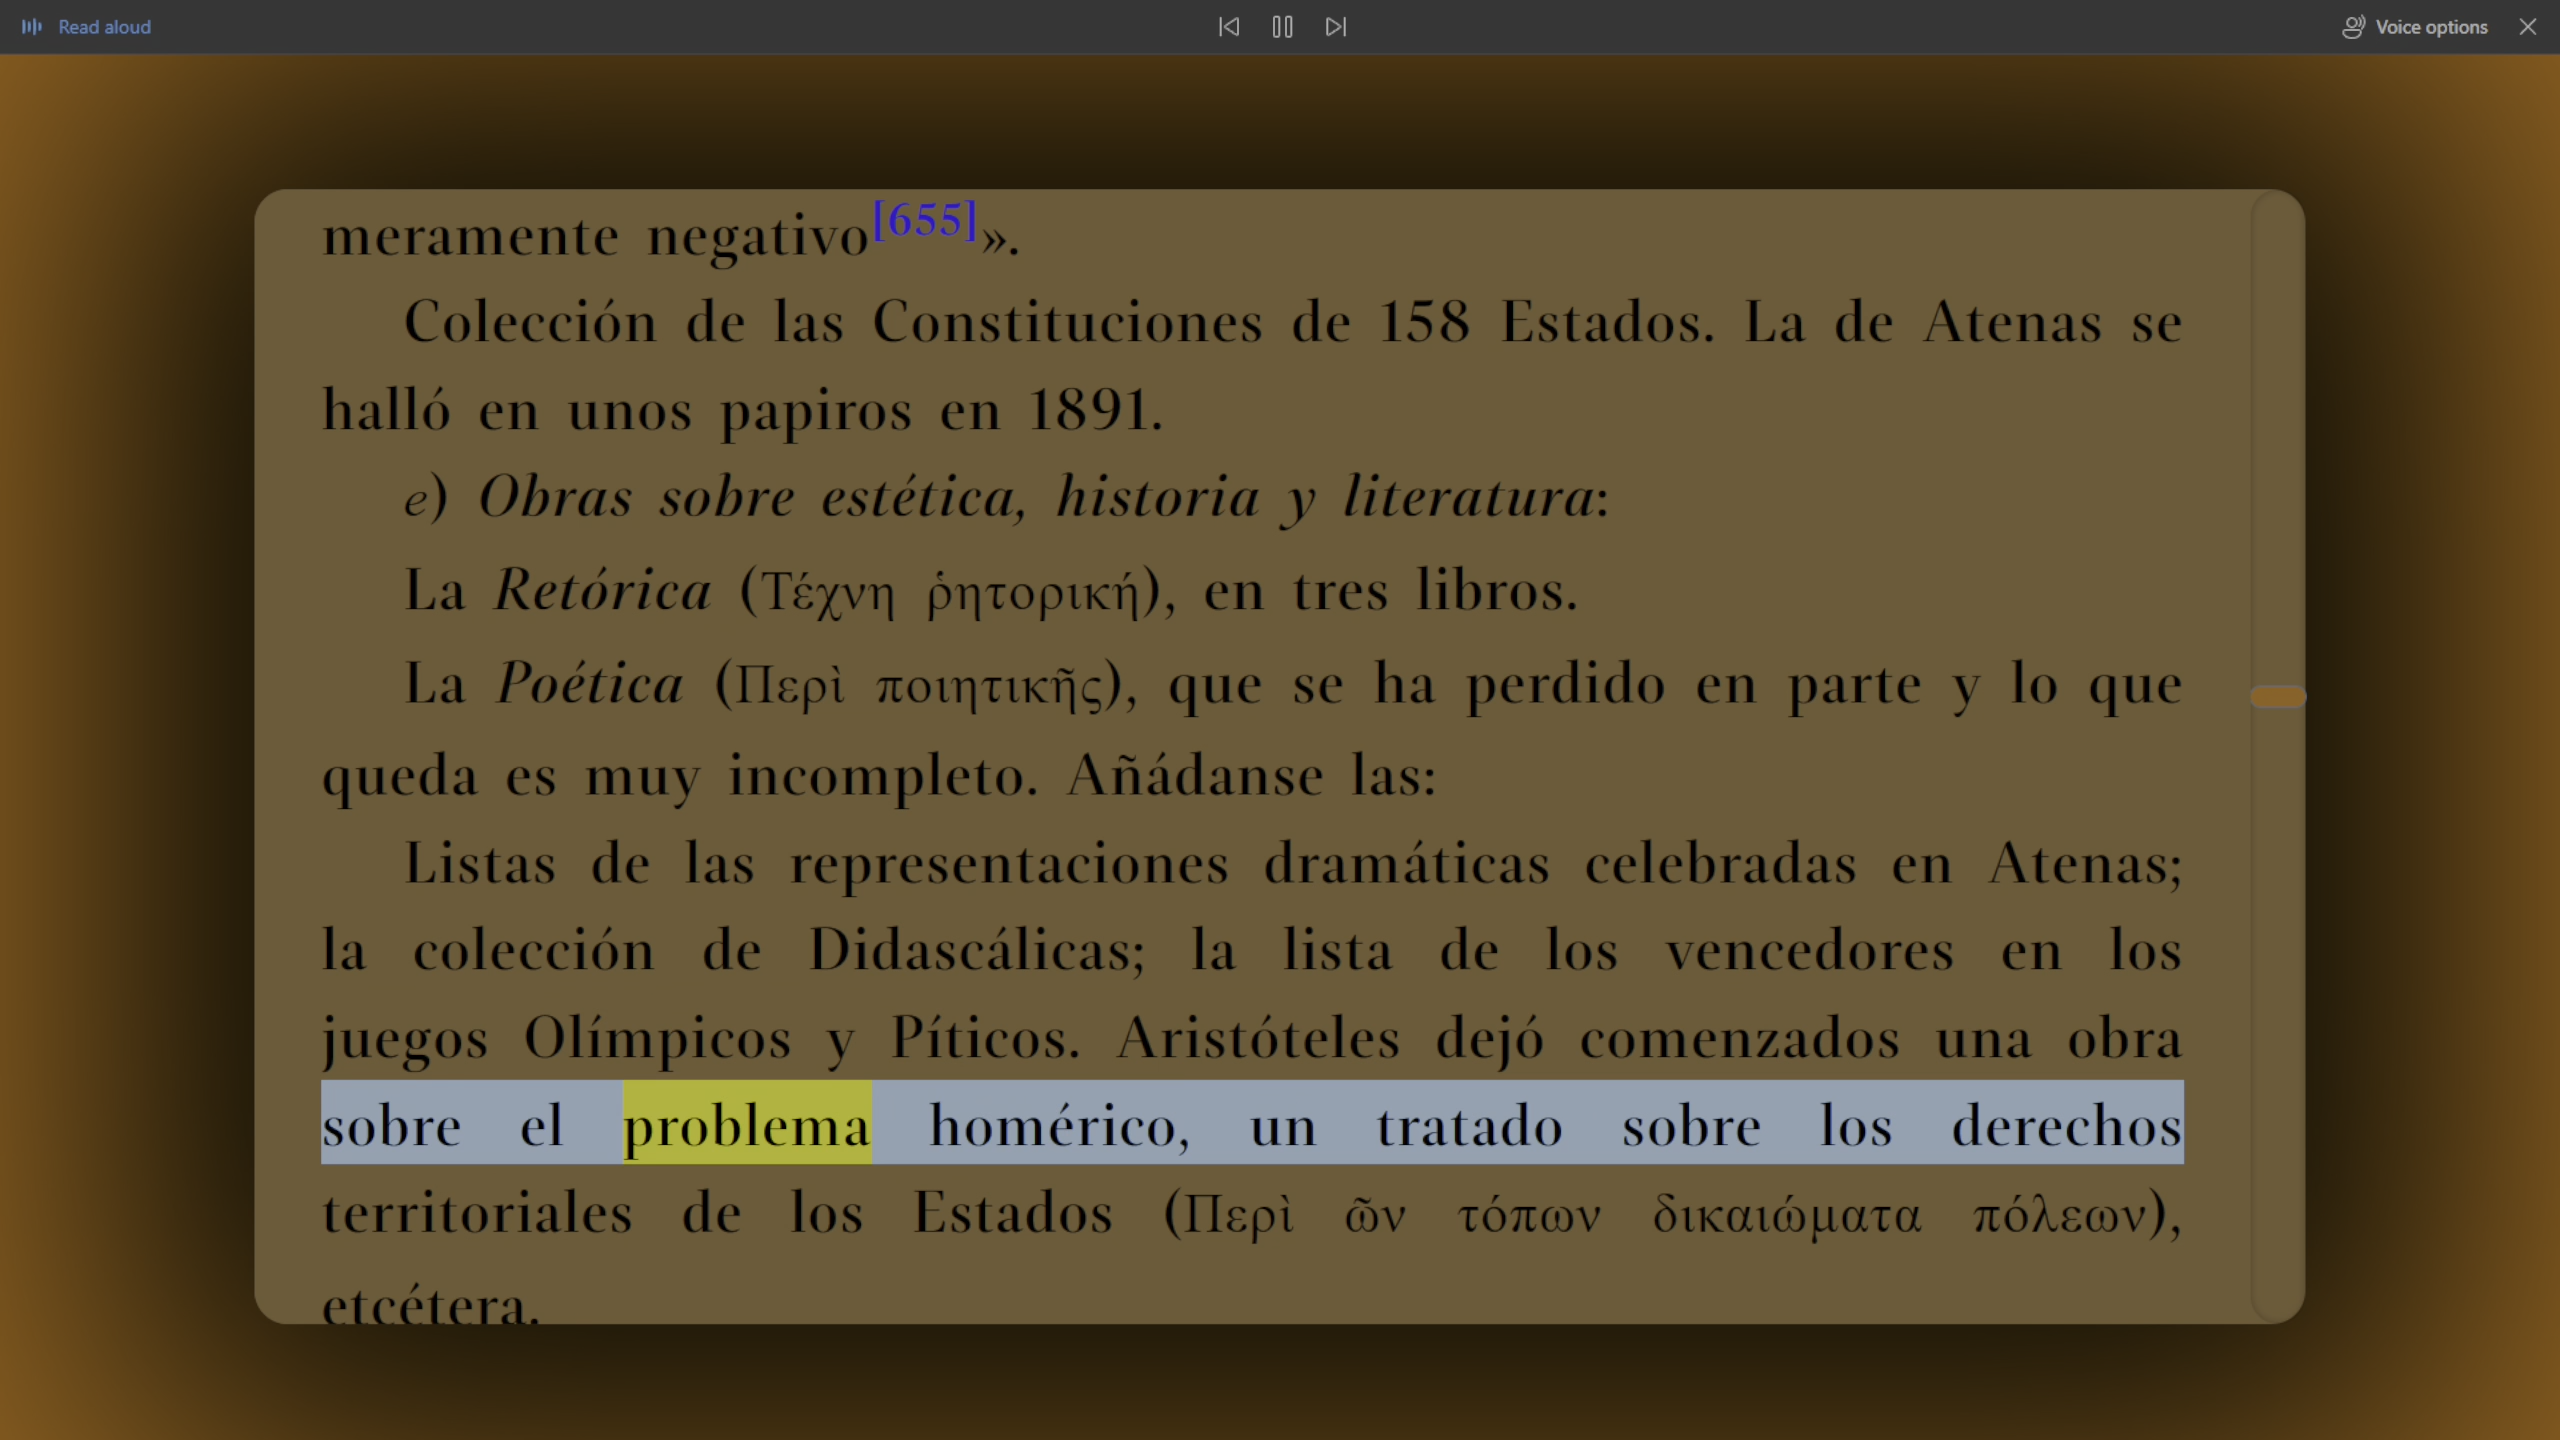 Read aloud
Voice options
meramente negativo[655]».
Colección de las Constituciones de 158 Estados. La de Atenas se
halló en unos papiros en 1891.
e) Obras sobre estética, historia y literatura:
La Retórica (Τέχνη ῥητορική), en tres libros.
La Poética (Περὶ ποιητικῆς), que se ha perdido en parte y lo que
queda es muy incompleto. Añádanse las:
Listas de las representaciones dramáticas celebradas en Atenas;
la colección de Didascálicas; la lista de los vencedores en los
juegos Olímpicos y Píticos. Aristóteles dejó comenzados una obra
sobre el problema homérico, un tratado sobre los derechos
territoriales de los Estados (Περὶ ῶν τόπων δικαιώματα πόλεων),
etcétera.